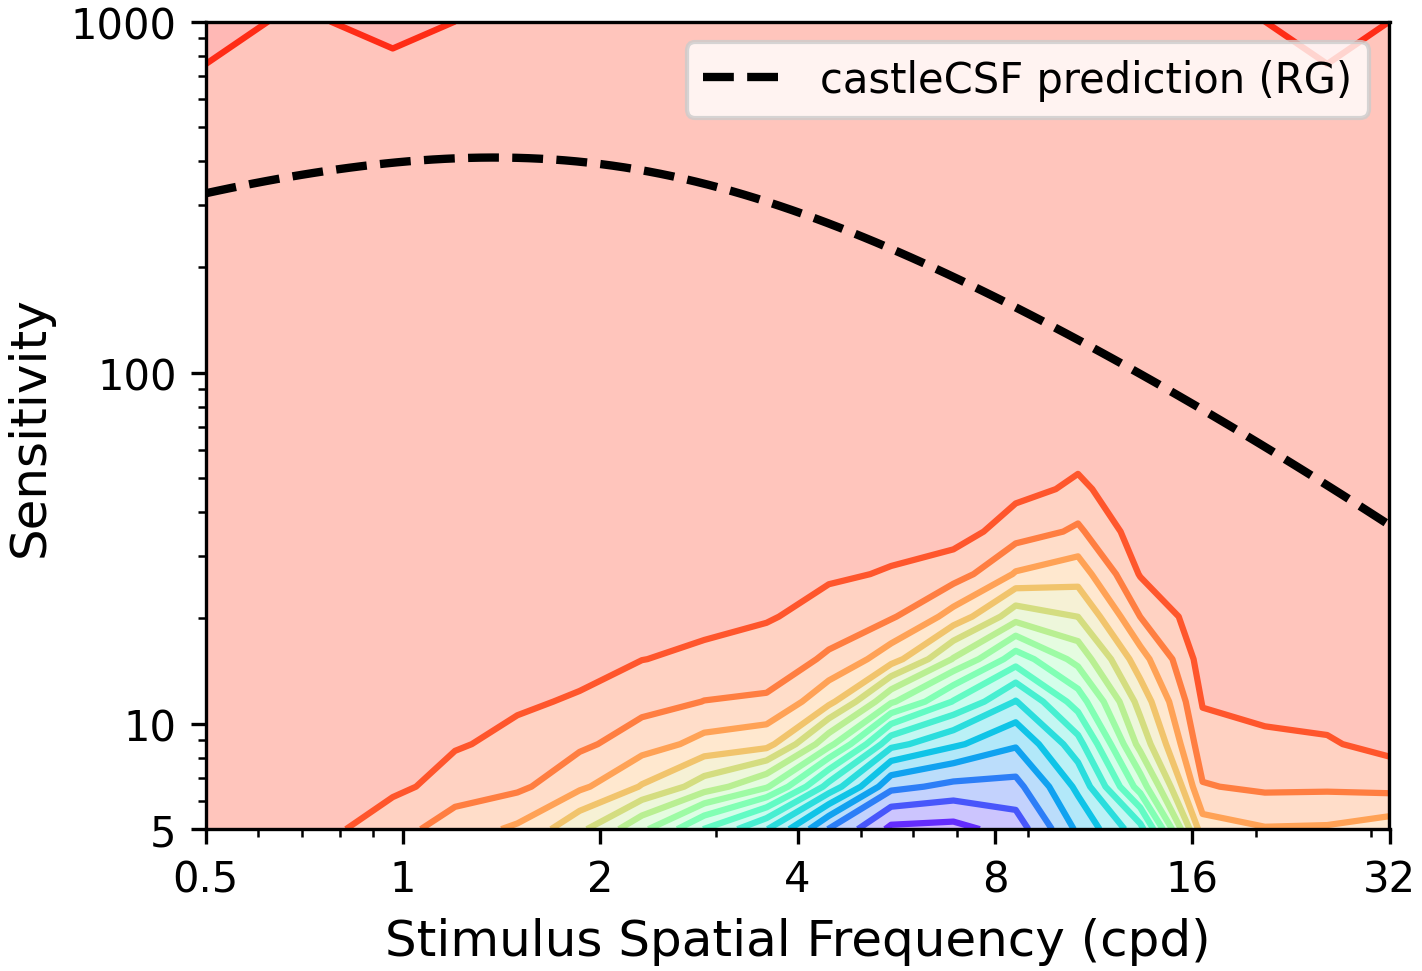 1000
100
10
5
Sensitivity
castleCSF prediction (RG)
0.5 1 2 4 8 16 32
Stimulus Spatial Frequency (cpd)